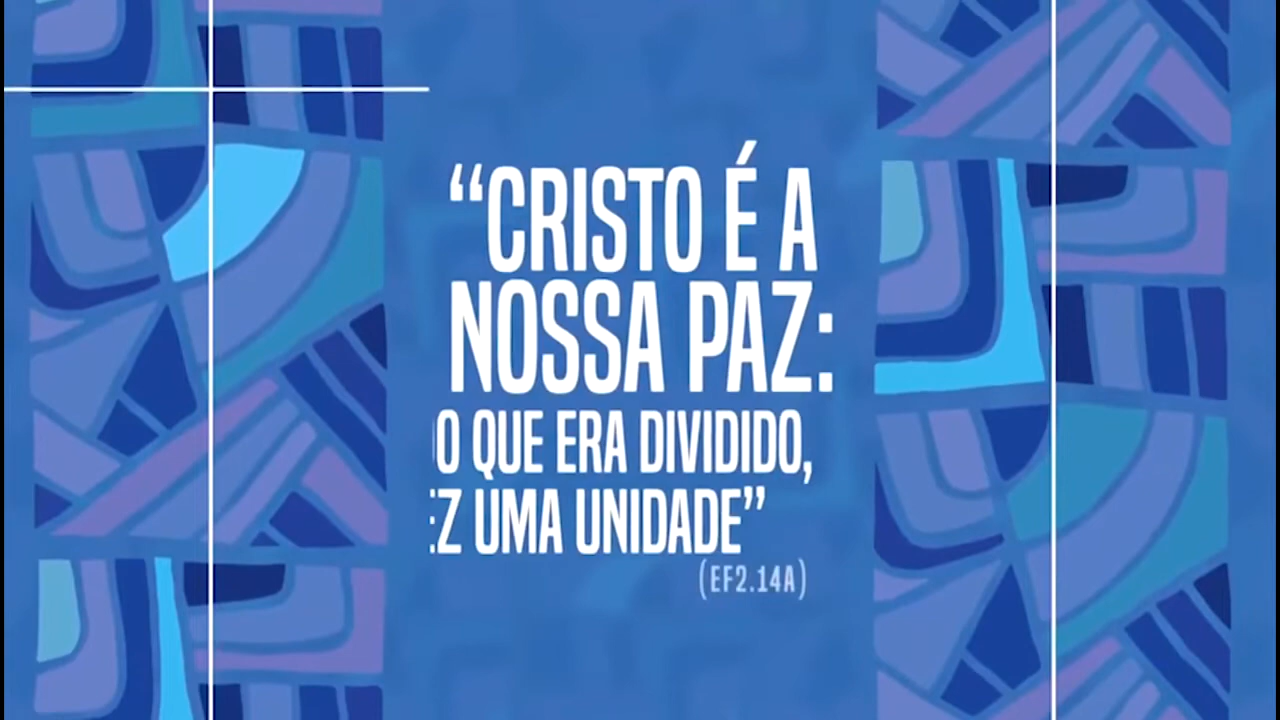 “CRISTO É A
NOSSA PAZ:
O QUE ERA DIVIDIDO,
UMA UNIDADE”
(EF2.14A)